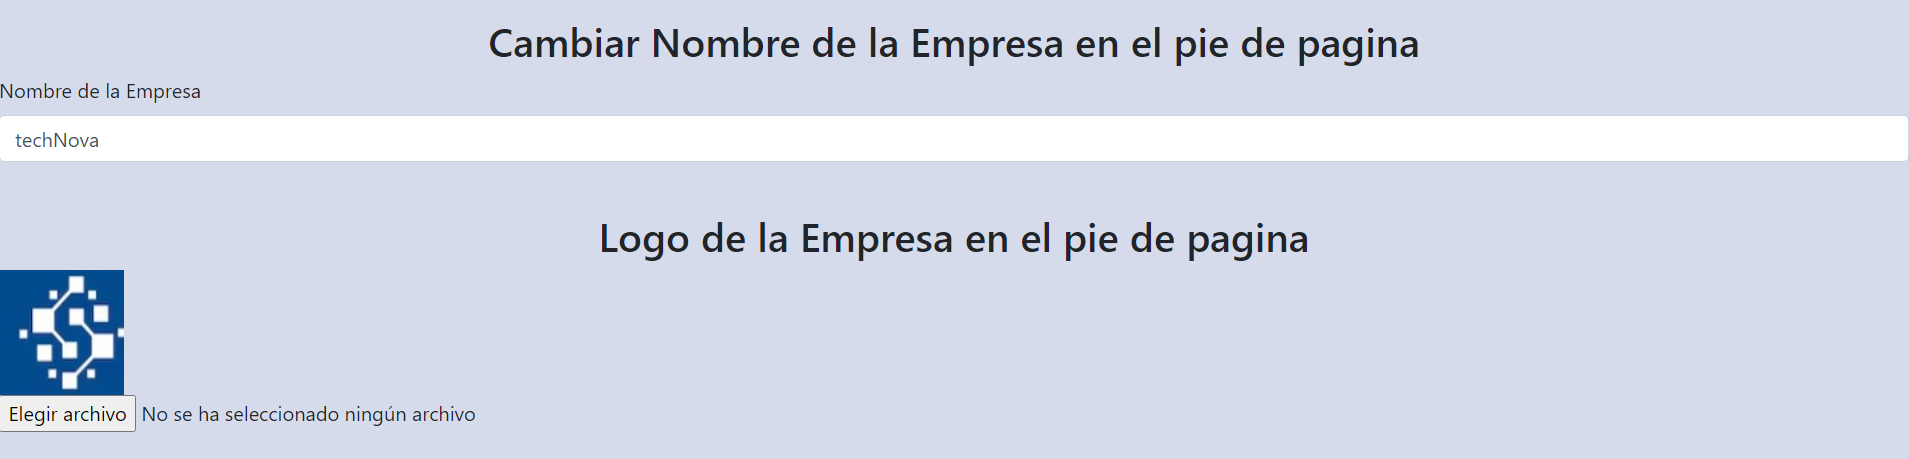 Cambiar Nombre de la Empresa en el pie de pagina
Nombre de la Empresa
techNova
Logo de la Empresa en el pie de pagina
Elegir archivo No se ha seleccionado ningún archivo